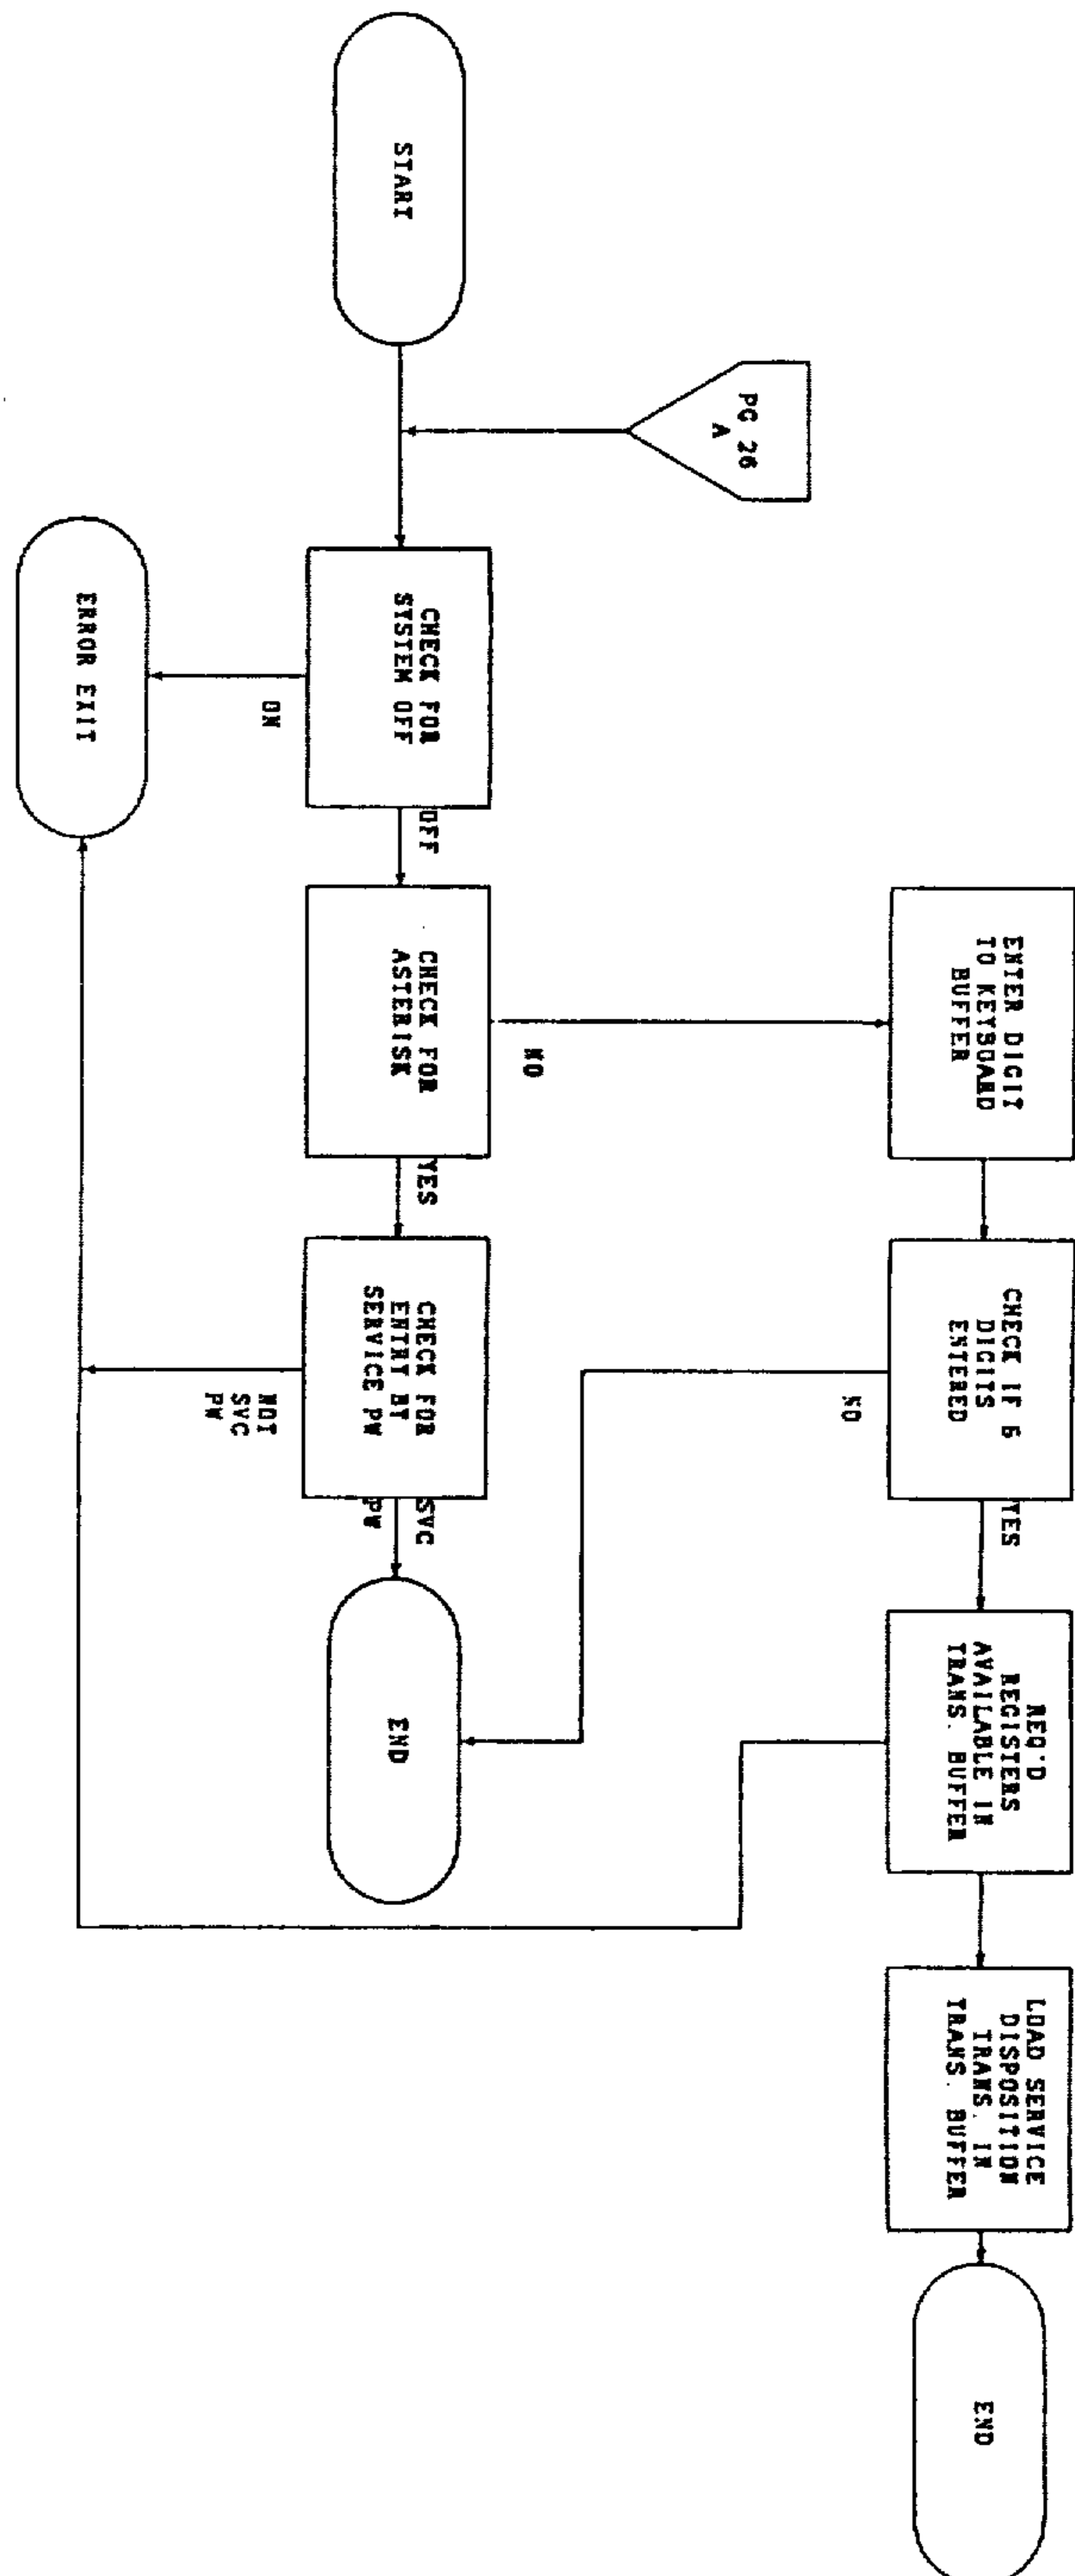 START
PG 26
A
CHECK FOR
SYSTEM OFF
ON
ERROR EXIT
OFF
CHECK FOR
ASTERISK
NO
YES
CHECK FOR
ENTRY BY
SERVICE PW
NOT
SVC
PW
SVC
PW
END
ENTER DIGIT
TO KEYBOARD
BUFFER
CHECK IF 6
DIGITS
ENTERED
NO
YES
REQ'D
REGISTERS
AVAILABLE IN
TRANS. BUFFER
LOAD SERVICE
DISPOSITION
TRANS. IN
TRANS. BUFFER
END